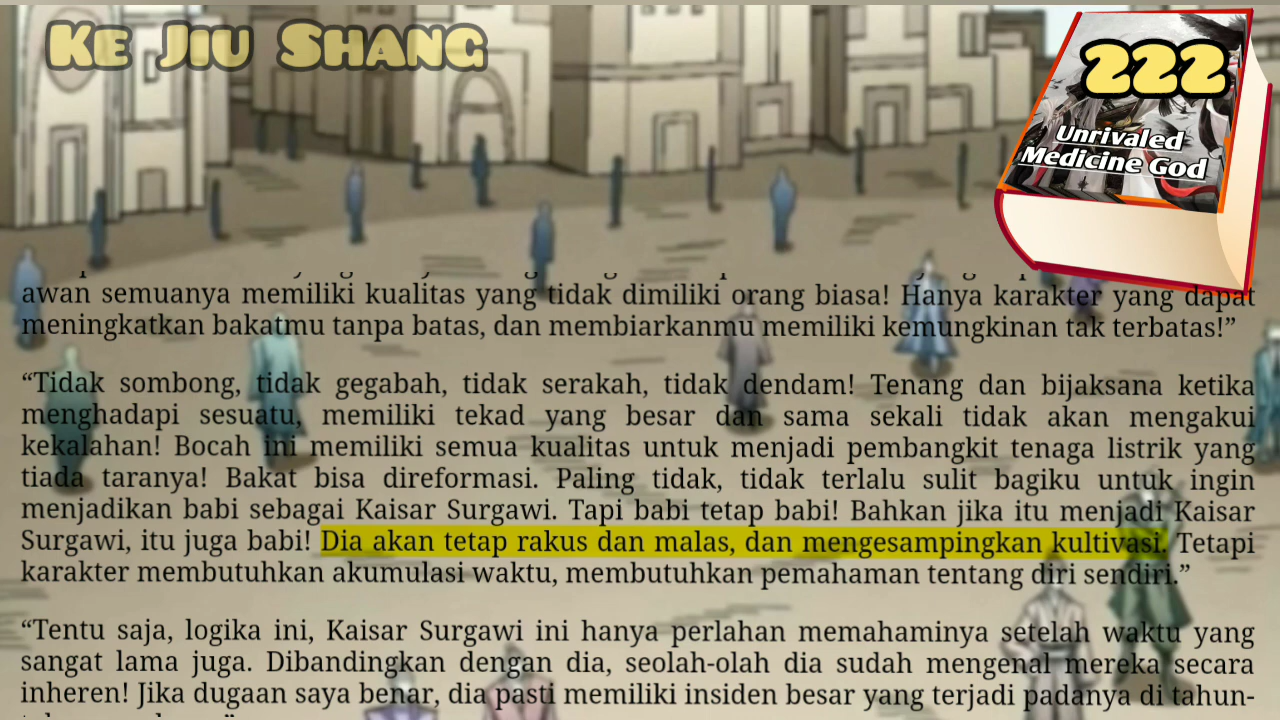 Ke Jiu Shang
222
Unrivaled
Medicine God
awan semuanya memiliki kualitas yang tidak dimiliki orang biasa! Hanya karakter yang dapat
meningkatkan bakatmu tanpa batas, dan membiarkanmu memiliki kemungkinan tak terbatas!”
“Tidak sombong, tidak gegabah, tidak serakah, tidak dendam! Tenang dan bijaksana ketika
menghadapi sesuatu, memiliki tekad yang besar dan sama sekali tidak akan mengakui
kekalahan! Bocah ini memiliki semua kualitas untuk menjadi pembangkit tenaga listrik yang
tiada taranya! Bakat bisa direformasi. Paling tidak, tidak terlalu sulit bagiku untuk ingin
menjadikan babi sebagai Kaisar Surgawi. Tapi babi tetap babi! Bahkan jika itu menjadi Kaisar
Surgawi, itu juga babi! Dia akan tetap rakus dan malas, dan mengesampingkan kultivasi. Tetapi
karakter membutuhkan akumulasi waktu, membutuhkan pemahaman tentang diri sendiri.”
“Tentu saja, logika ini, Kaisar Surgawi ini hanya perlahan memahaminya setelah waktu yang
sangat lama juga. Dibandingkan dengan dia, seolah-olah dia sudah mengenal mereka secara
inheren! Jika dugaan saya benar, dia pasti memiliki insiden besar yang terjadi padanya di tahun-